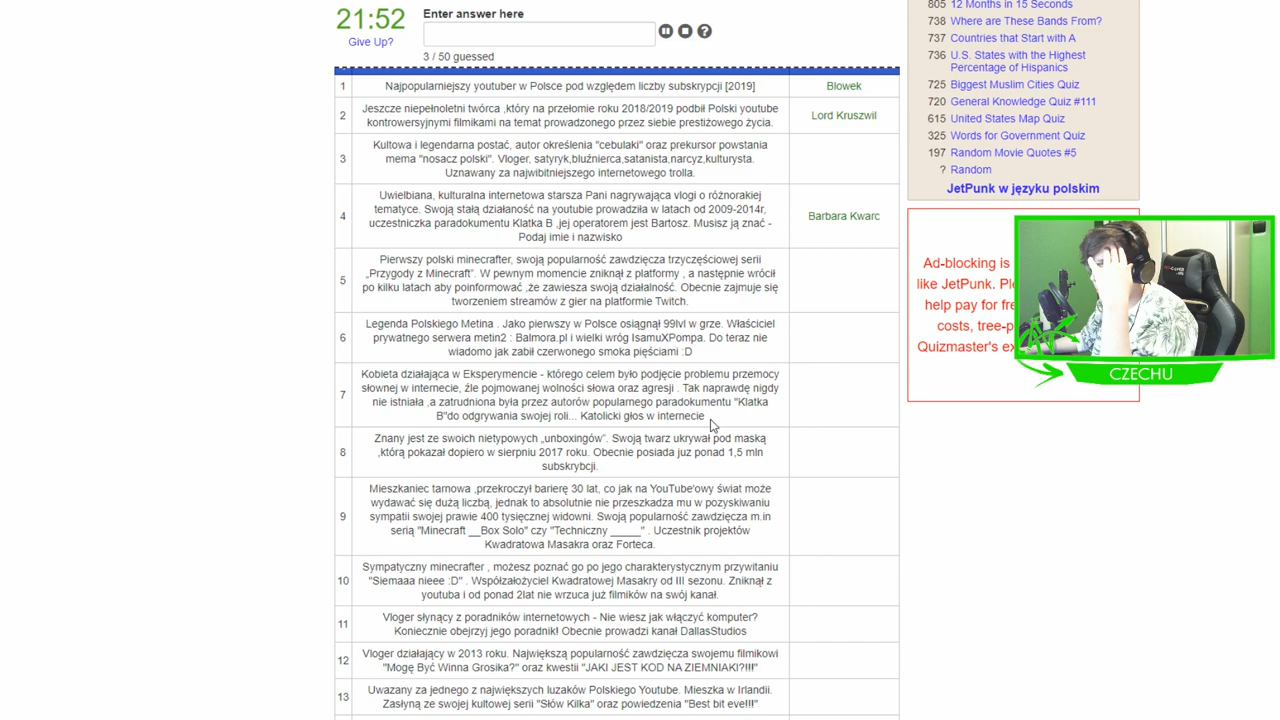 21:52
Give Up?
Enter answer here
3 / 50 guessed
1 Najpopularniejszy youtuber w Polsce pod względem liczby subskrypcji [2019] Blowek
2 Jeszcze niepełnoletni twórca ,który na przełomie roku 2018/2019 podbił Polski youtube
kontrowersyjnymi filmikami na temat prowadzonego przez siebie prestiżowego życia.
Lord Kruszwil
3 Kultowa i legendarna postać, autor określenia "cebulaki" oraz prekursor powstania
mema "nosacz polski". Vloger, satyryk,bluźnierca,satanista,narcyz,kulturysta.
Uznawany za najwibitniejszego internetowego trolla.
4 Uwielbiana, kulturalna internetowa starsza Pani nagrywająca vlogi o różnorakiej
tematyce. Swoją stałą działaność na youtubie prowadziła w latach od 2009-2014r,
uczestniczka paradokumentu Klatka B ,jej operatorem jest Bartosz. Musisz ją znać -
Podaj imie i nazwisko
Barbara Kwarc
5 Pierwszy polski minecrafter, swoją popularność zawdzięcza trzyczęściowej serii
„Przygody z Minecraft". W pewnym momencie zniknął z platformy , a następnie wrócił
po kilku latach aby poinformować ,że zawiesza swoją działalność. Obecnie zajmuje się
tworzeniem streamów z gier na platformie Twitch.
6 Legenda Polskiego Metina . Jako pierwszy w Polsce osiągnął 99lvl w grze. Właściciel
prywatnego serwera metin2 : Balmora.pl i wielki wróg IsamuXPompa. Do teraz nie
wiadomo jak zabił czerwonego smoka pięściami :D
7 Kobieta działająca w Eksperymencie - którego celem było podjęcie problemu przemocy
słownej w internecie, źle pojmowanej wolności słowa oraz agresji . Tak naprawdę nigdy
nie istniała ,a zatrudniona była przez autorów popularnego paradokumentu "Klatka
B"do odgrywania swojej roli... Katolicki głos w internecie
8 Znany jest ze swoich nietypowych „unboxingów". Swoją twarz ukrywał pod maską
,którą pokazał dopiero w sierpniu 2017 roku. Obecnie posiada juz ponad 1,5 mln
subskrybcji.
9 Mieszkaniec tarnowa ,przekroczył barierę 30 lat, co jak na YouTube'owy świat może
wydawać się dużą liczbą, jednak to absolutnie nie przeszkadza mu w pozyskiwaniu
sympatii swojej prawie 400 tysięcznej widowni. Swoją popularność zawdzięcza m.in
serią "Minecraft __Box Solo" czy "Techniczny _____" . Uczestnik projektów
Kwadratowa Masakra oraz Forteca.
10 Sympatyczny minecrafter , możesz poznać go po jego charakterystycznym przywitaniu
"Siemaaa nieee :D" . Współzałożyciel Kwadratowej Masakry od III sezonu. Zniknął z
youtuba i od ponad 2lat nie wrzuca już filmików na swój kanał.
11 Vloger słynący z poradników internetowych - Nie wiesz jak włączyć komputer?
Koniecznie obejrzyj jego poradnik! Obecnie prowadzi kanał DallasStudios
12 Vloger działający w 2013 roku. Największą popularność zawdzięcza swojemu filmikowi
"Mogę Być Winna Grosika?" oraz kwestii "JAKI JEST KOD NA ZIEMNIAKI?!!!"
13 Uwazany za jednego z największych luzaków Polskiego Youtube. Mieszka w Irlandii.
Zasłyną ze swojej kultowej serii "Słów Kilka" oraz powiedzenia "Best bit eve!!!"
805 12 Months in 15 Seconds
738 Where are These Bands From?
737 Countries that Start with A
736 U.S. States with the Highest
Percentage of Hispanics
725 Biggest Muslim Cities Quiz
720 General Knowledge Quiz #111
615 United States Map Quiz
325 Words for Government Quiz
197 Random Movie Quotes #5
? Random
JetPunk w języku polskim
Ad-blocking is
like JetPunk.
help pay for
costs,
Quizmaster's
CZECHU